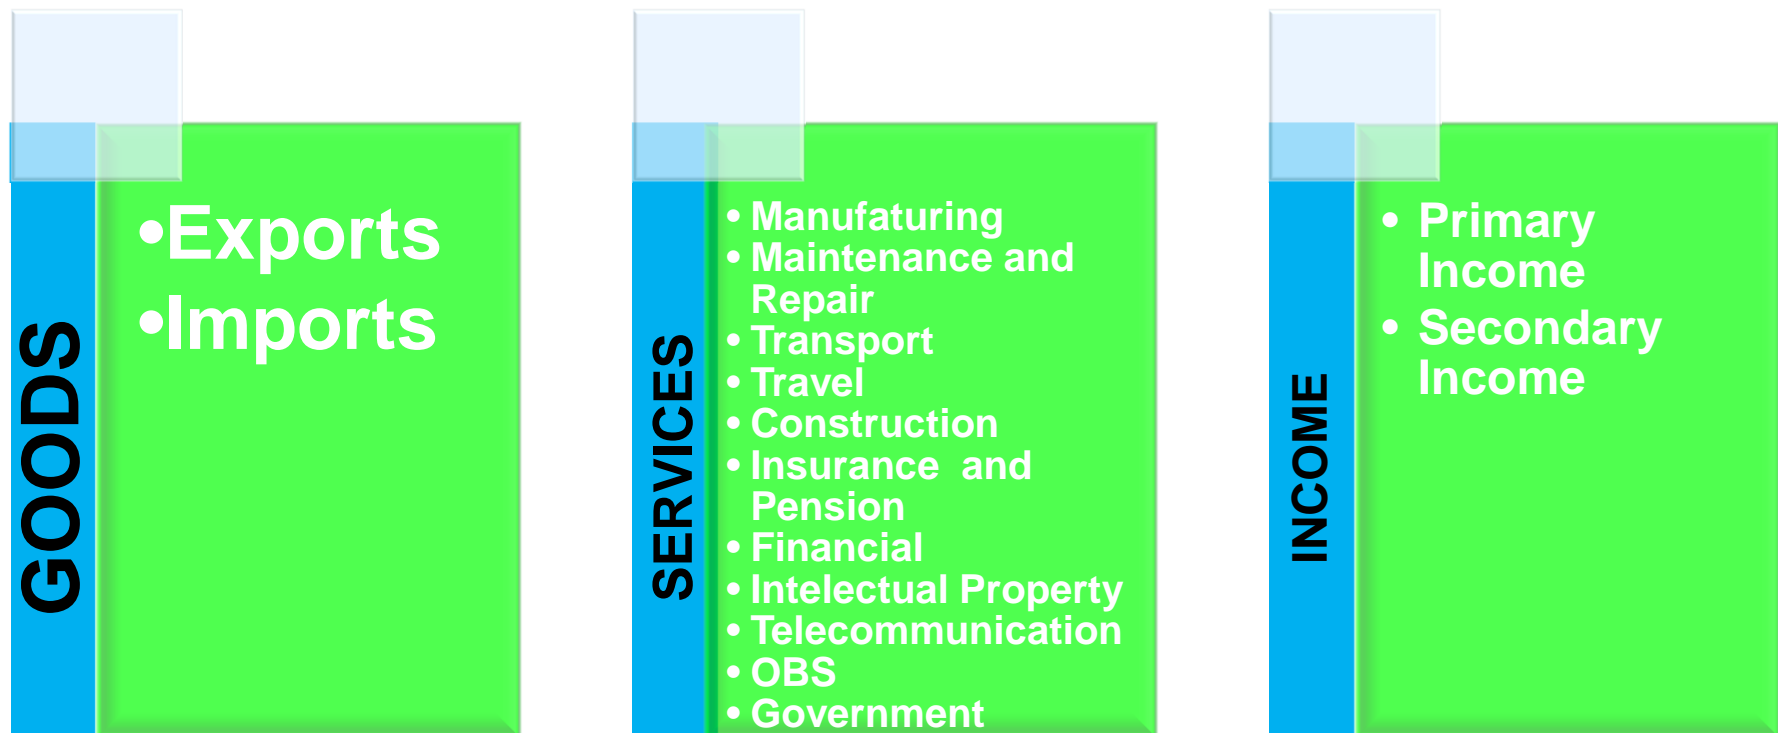 GOODS
•Exports
•Imports
SERVICES
• Manufaturing
• Maintenance and
Repair
• Transport
• Travel
• Construction
• Insurance and
Pension
• Financial
• Intelectual Property
• Telecommunication
• OBS
• Government
INCOME
• Primary
Income
• Secondary
Income